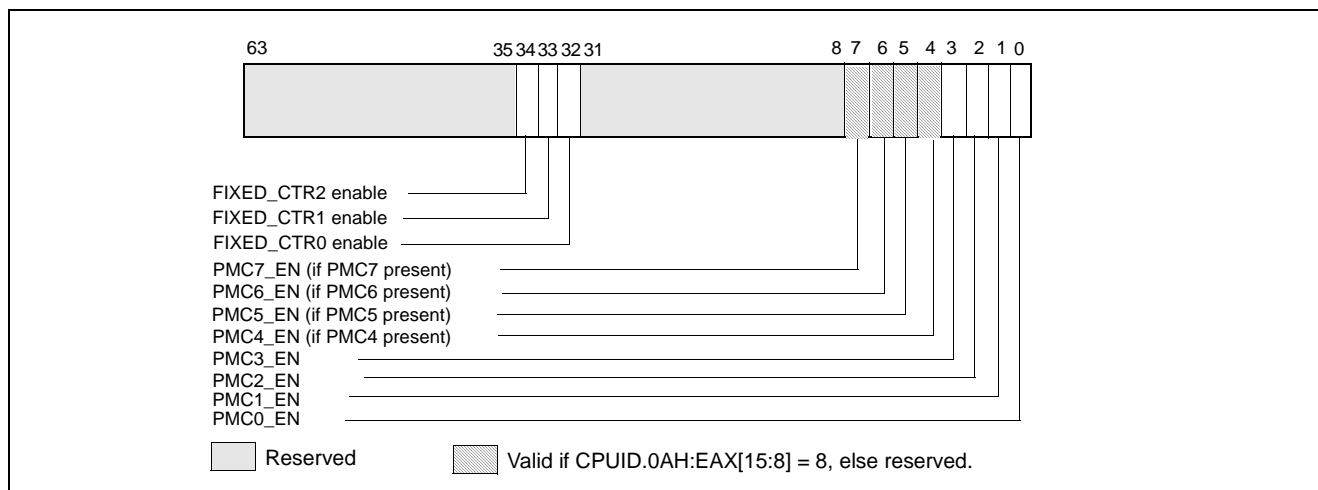 63 35 34 33 32 31 8 7 6 5 4 3 2 1 0
FIXED_CTR2 enable
FIXED_CTR1 enable
FIXED_CTR0 enable
PMC7_EN (if PMC7 present)
PMC6_EN (if PMC6 present)
PMC5_EN (if PMC5 present)
PMC4_EN (if PMC4 present)
PMC3_EN
PMC2_EN
PMC1_EN
PMC0_EN
Reserved Valid if CPUID.0AH:EAX[15:8] = 8, else reserved.